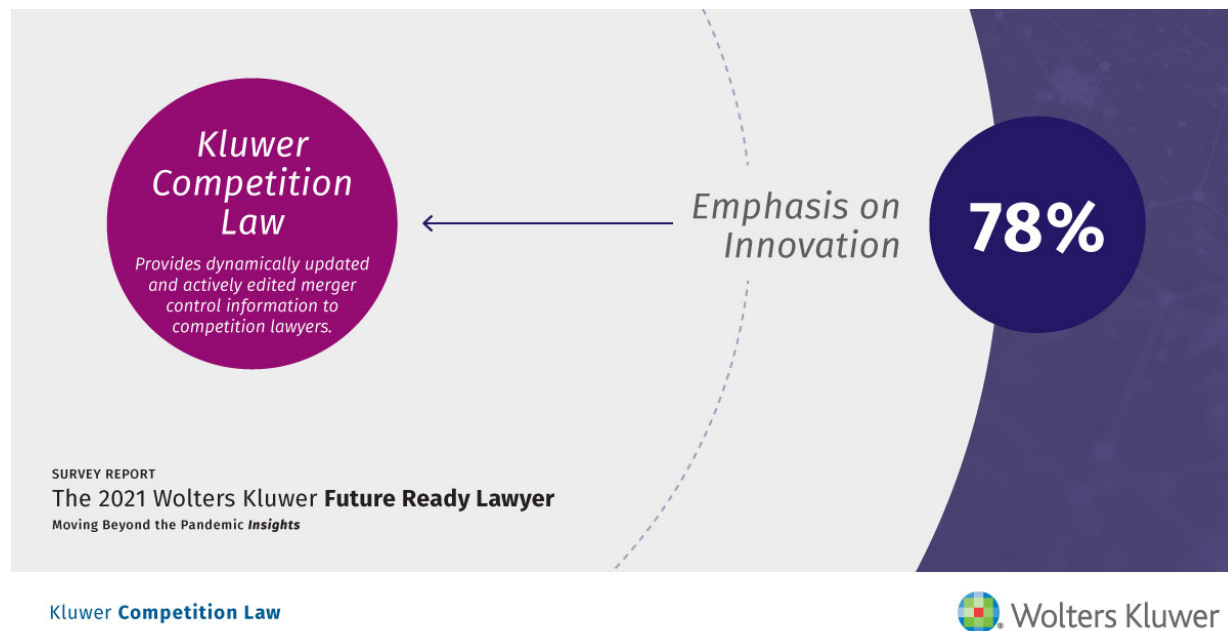 Kluwer
Competition
Law
Provides dynamically updated
and actively edited merger
control information to
competition lawyers.
Emphasis on
Innovation
78%
SURVEY REPORT
The 2021 Wolters Kluwer Future Ready Lawyer
Moving Beyond the Pandemic Insights
Kluwer Competition Law
Wolters Kluwer